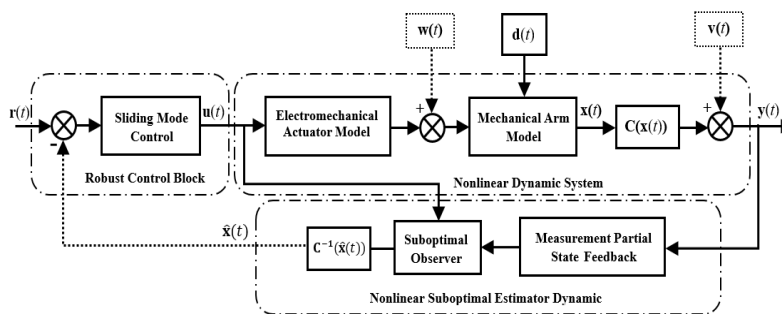 w(t)
d(t)
v(t)
r(t)
-
Sliding Mode
Control
u(t)
Electromechanical
Actuator Model
+
Mechanical Arm
Model
x(t)
C(x(t))
+
y(t)
Robust Control Block
Nonlinear Dynamic System
x̂(t)
C⁻¹(x̂(t))
Suboptimal
Observer
Measurement Partial
State Feedback
Nonlinear Suboptimal Estimator Dynamic